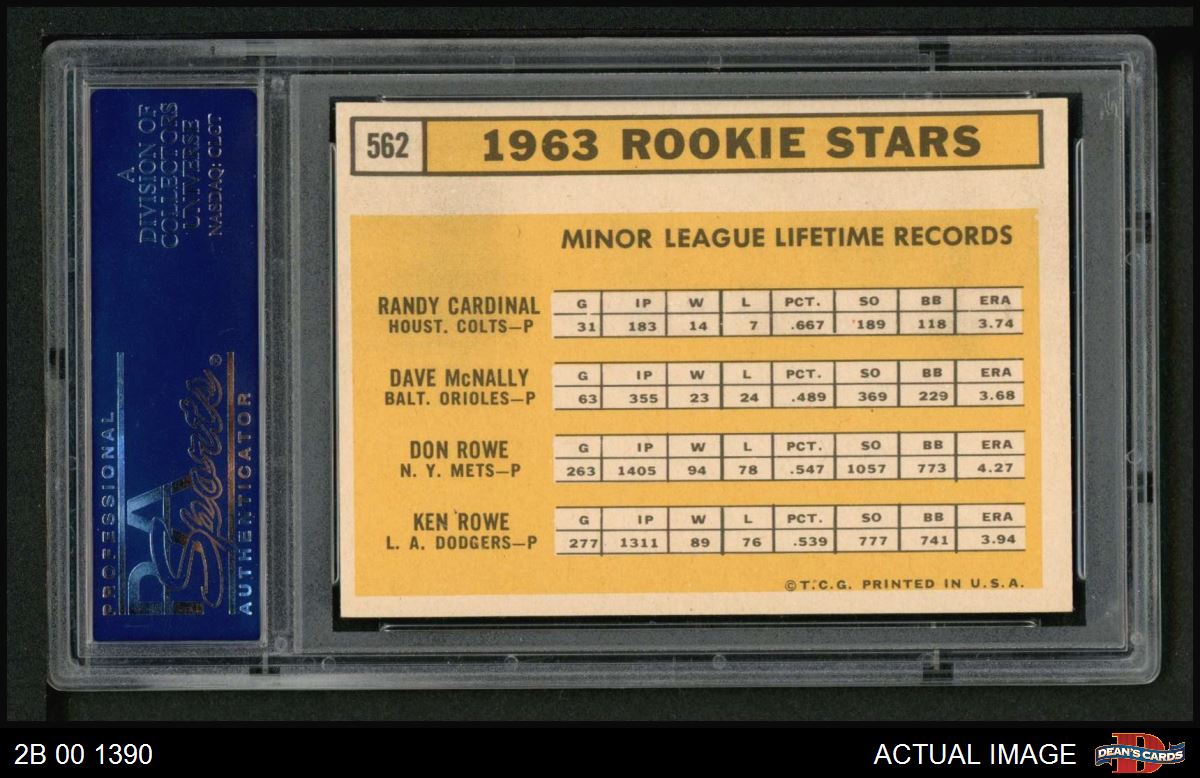 A
DIVISION OF
COLLECTORS
UNIVERSE
NASDAQ: CLCT
PROFESSIONAL
PSA
Sports®
AUTHENTICATOR
562 1963 ROOKIE STARS
MINOR LEAGUE LIFETIME RECORDS
RANDY CARDINAL G IP W L PCT. SO BB ERA
HOUST. COLTS—P 31 183 14 7 .667 189 118 3.74
DAVE McNALLY G IP W L PCT. SO BB ERA
BALT. ORIOLES—P 63 355 23 24 .489 369 229 3.68
DON ROWE G IP W L PCT. SO BB ERA
N. Y. METS—P 263 1405 94 78 .547 1057 773 4.27
KEN ROWE G IP W L PCT. SO BB ERA
L. A. DODGERS—P 277 1311 89 76 .539 777 741 3.94
©T.C.G. PRINTED IN U.S.A.
2B 00 1390
ACTUAL IMAGE
DEAN'S CARDS